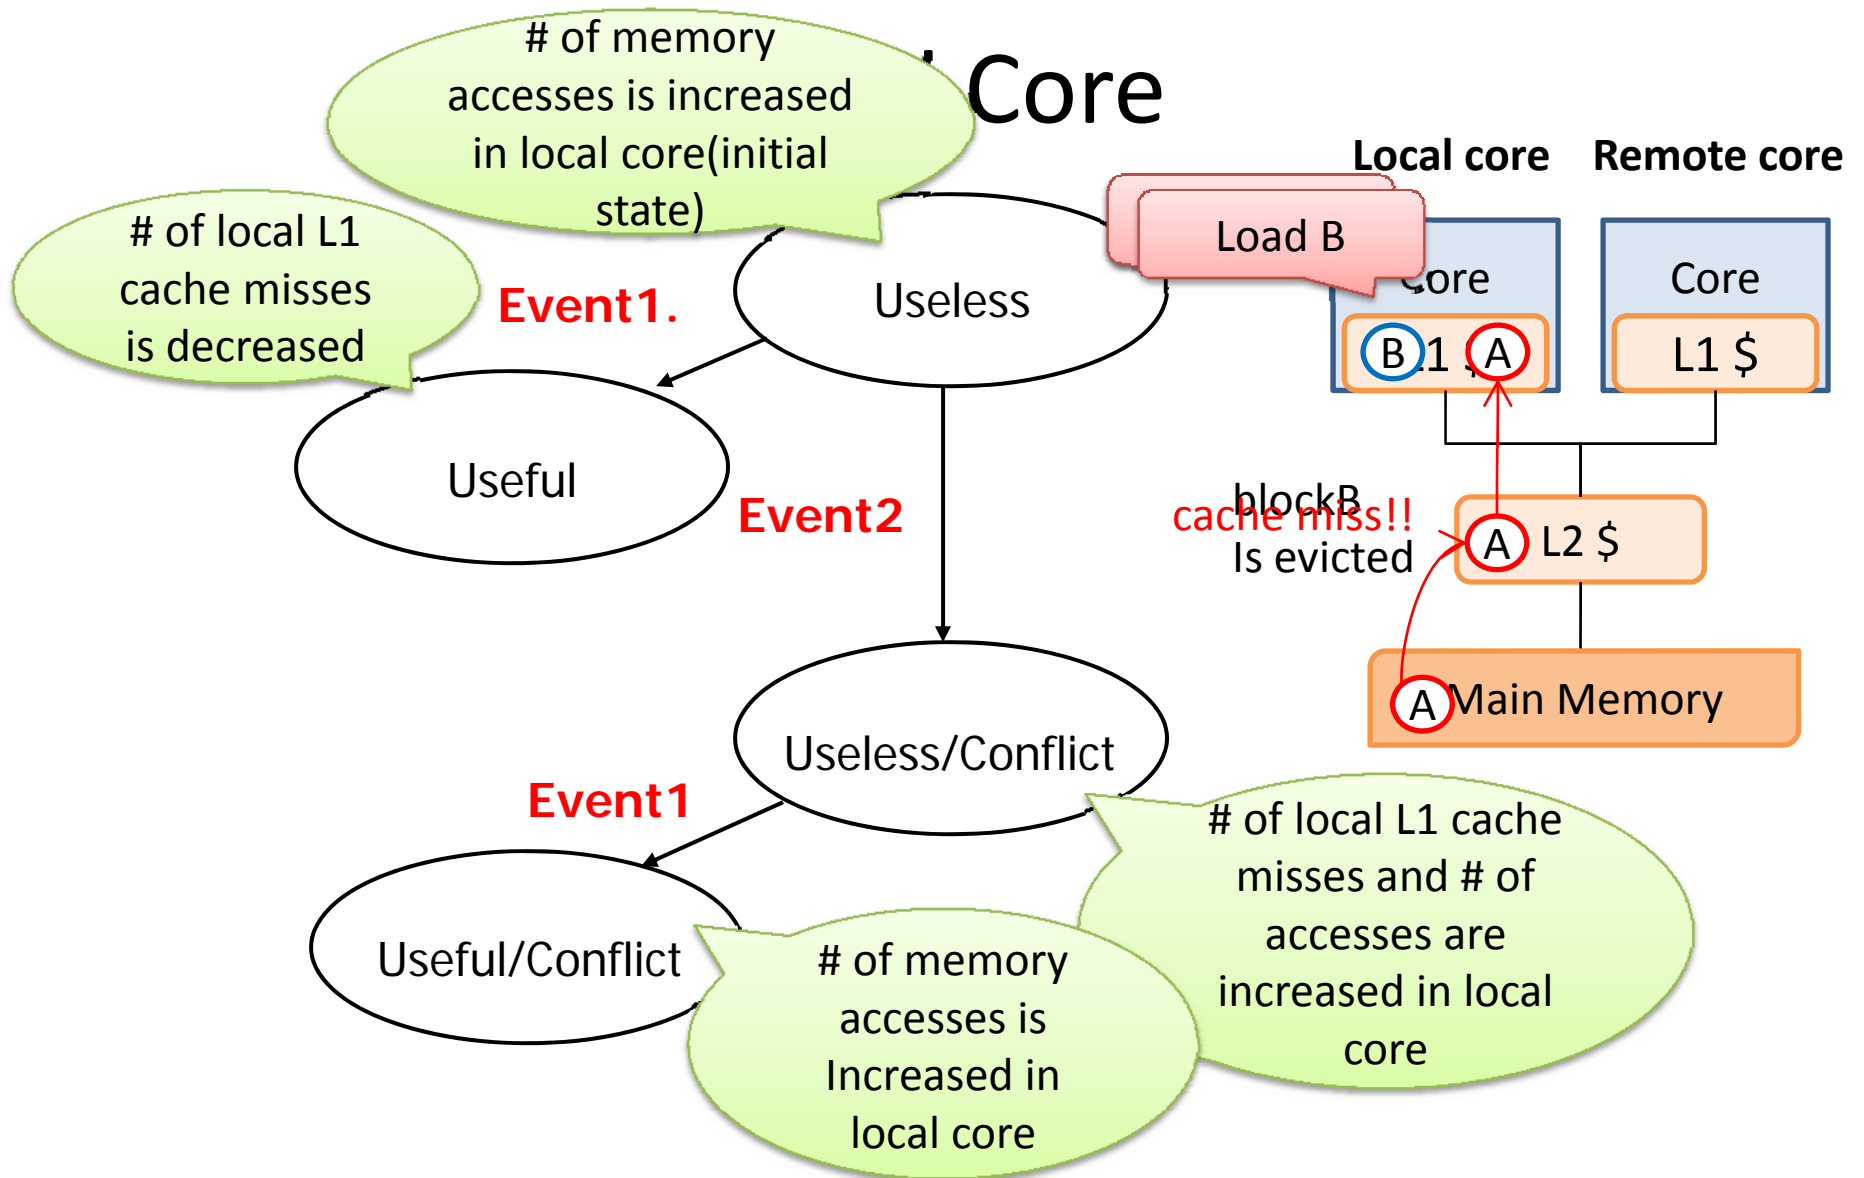 # of memory
accesses is increased
in local core(initial
state)
Core
Local core
Remote core
# of local L1
cache misses
is decreased
Load B
Event1.
Useless
Core
Core
B
A
L1 $
Useful
Event2
blockB
cache miss!!
Is evicted
A
L2 $
A
Main Memory
Useless/Conflict
Event1
# of local L1 cache
misses and # of
accesses are
increased in local
core
Useful/Conflict
# of memory
accesses is
Increased in
local core